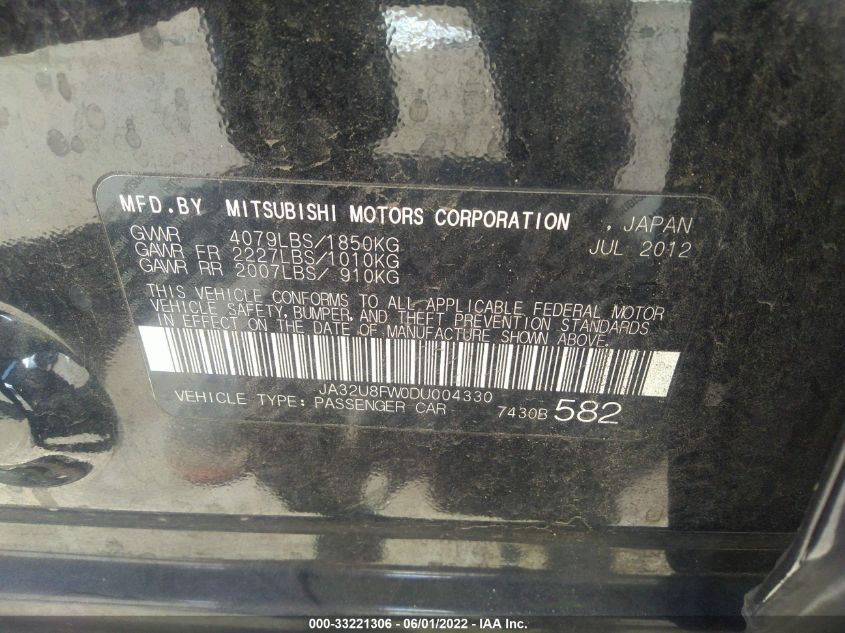 MFD.BY MITSUBISHI MOTORS CORPORATION , JAPAN
GVWR 4079LBS/1850KG JUL 2012
GAWR FR 2227LBS/1010KG
GAWR RR 2007LBS/ 910KG
THIS VEHICLE CONFORMS TO ALL APPLICABLE FEDERAL MOTOR
VEHICLE SAFETY, BUMPER, AND THEFT PREVENTION STANDARDS
IN EFFECT ON THE DATE OF MANUFACTURE SHOWN ABOVE.
JA32U8FW0DU004330
VEHICLE TYPE: PASSENGER CAR 7430B 582
000-33221306 - 06/01/2022 - IAA Inc.